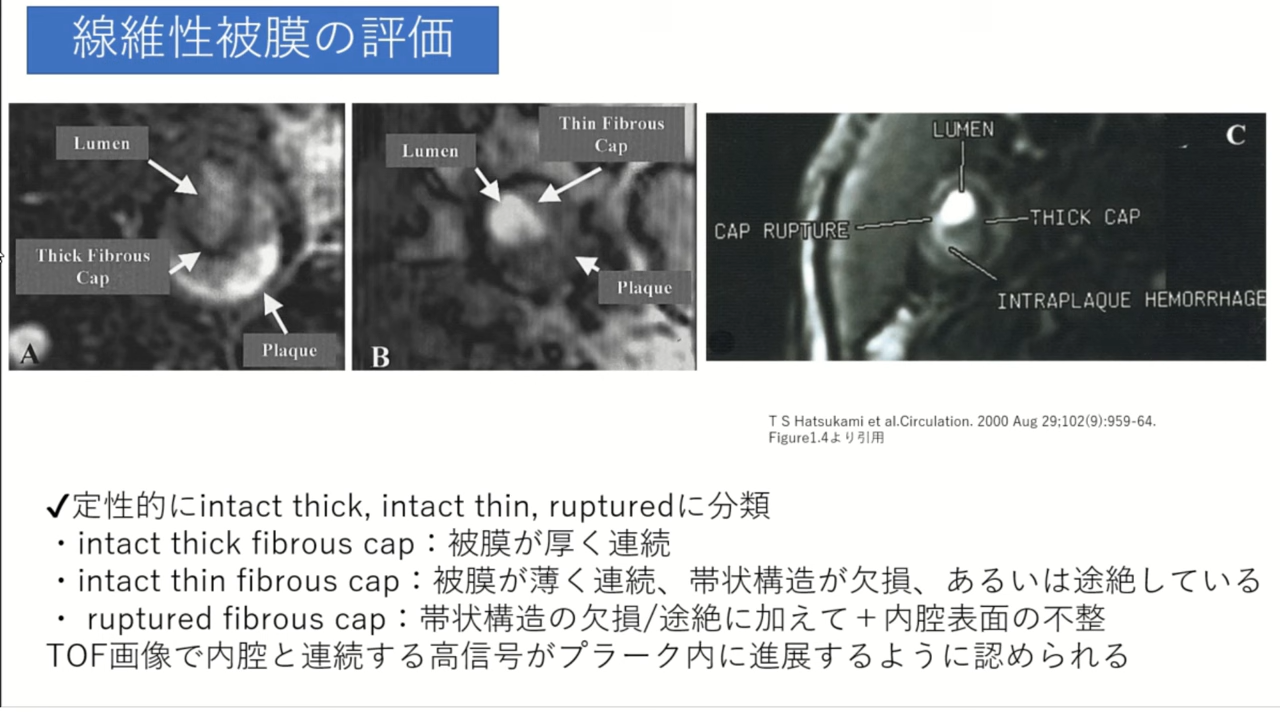 線維性被膜の評価
Lumen
Thick Fibrous
Cap
Plaque
A
Lumen
Thin Fibrous
Cap
Plaque
B
LUMEN
C
CAP RUPTURE
THICK CAP
INTRAPLAQUE HEMORRHAGE
T S Hatsukami et al.Circulation. 2000 Aug 29;102(9):959-64.
Figure1.4より引用
✓定性的にintact thick, intact thin, rupturedに分類
・intact thick fibrous cap：被膜が厚く連続
・intact thin fibrous cap：被膜が薄く連続、帯状構造が欠損、あるいは途絶している
・ ruptured fibrous cap：帯状構造の欠損/途絶に加えて＋内腔表面の不整
TOF画像で内腔と連続する高信号がプラーク内に進展するように認められる